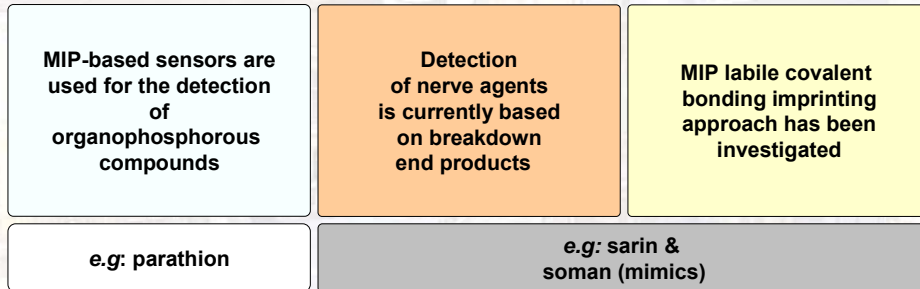 MIP-based sensors are
used for the detection
of
organophosphorous
compounds
Detection
of nerve agents
is currently based
on breakdown
end products
MIP labile covalent
bonding imprinting
approach has been
investigated
e.g: parathion
e.g: sarin &
soman (mimics)